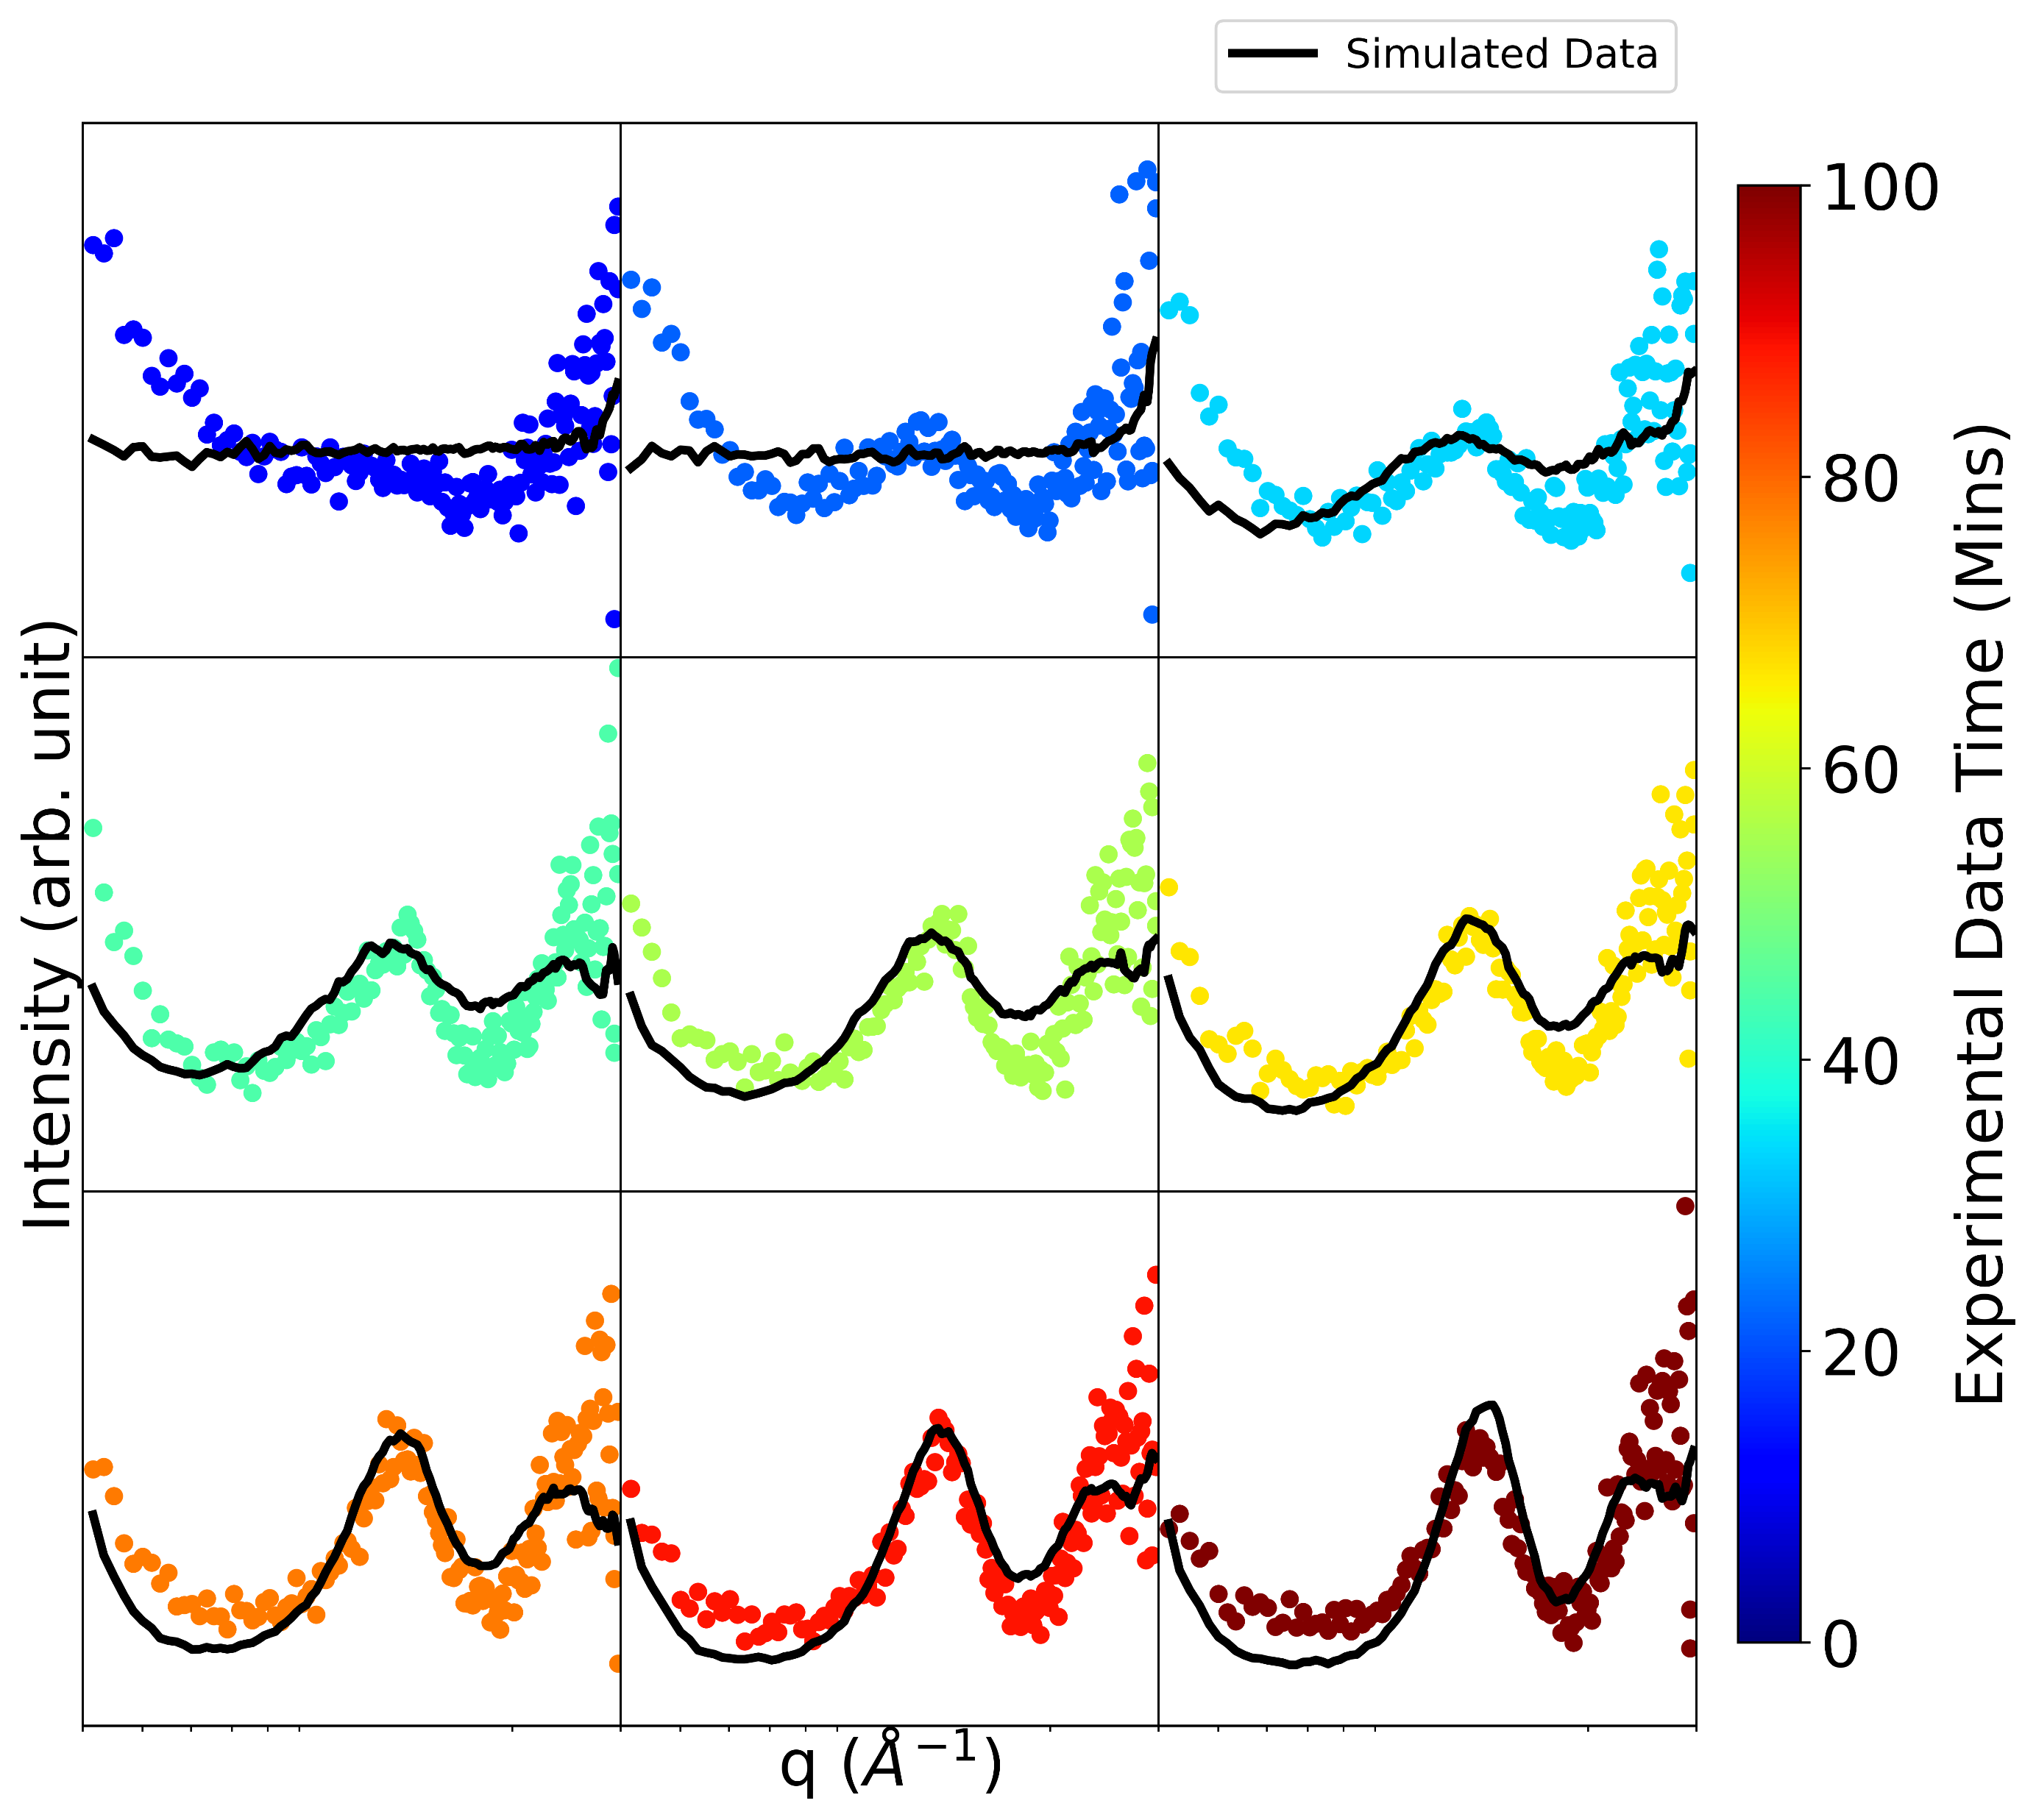 Simulated Data
Intensity (arb. unit)
q (Å⁻¹)
100
80
60
40
20
0
Experimental Data Time (Mins)